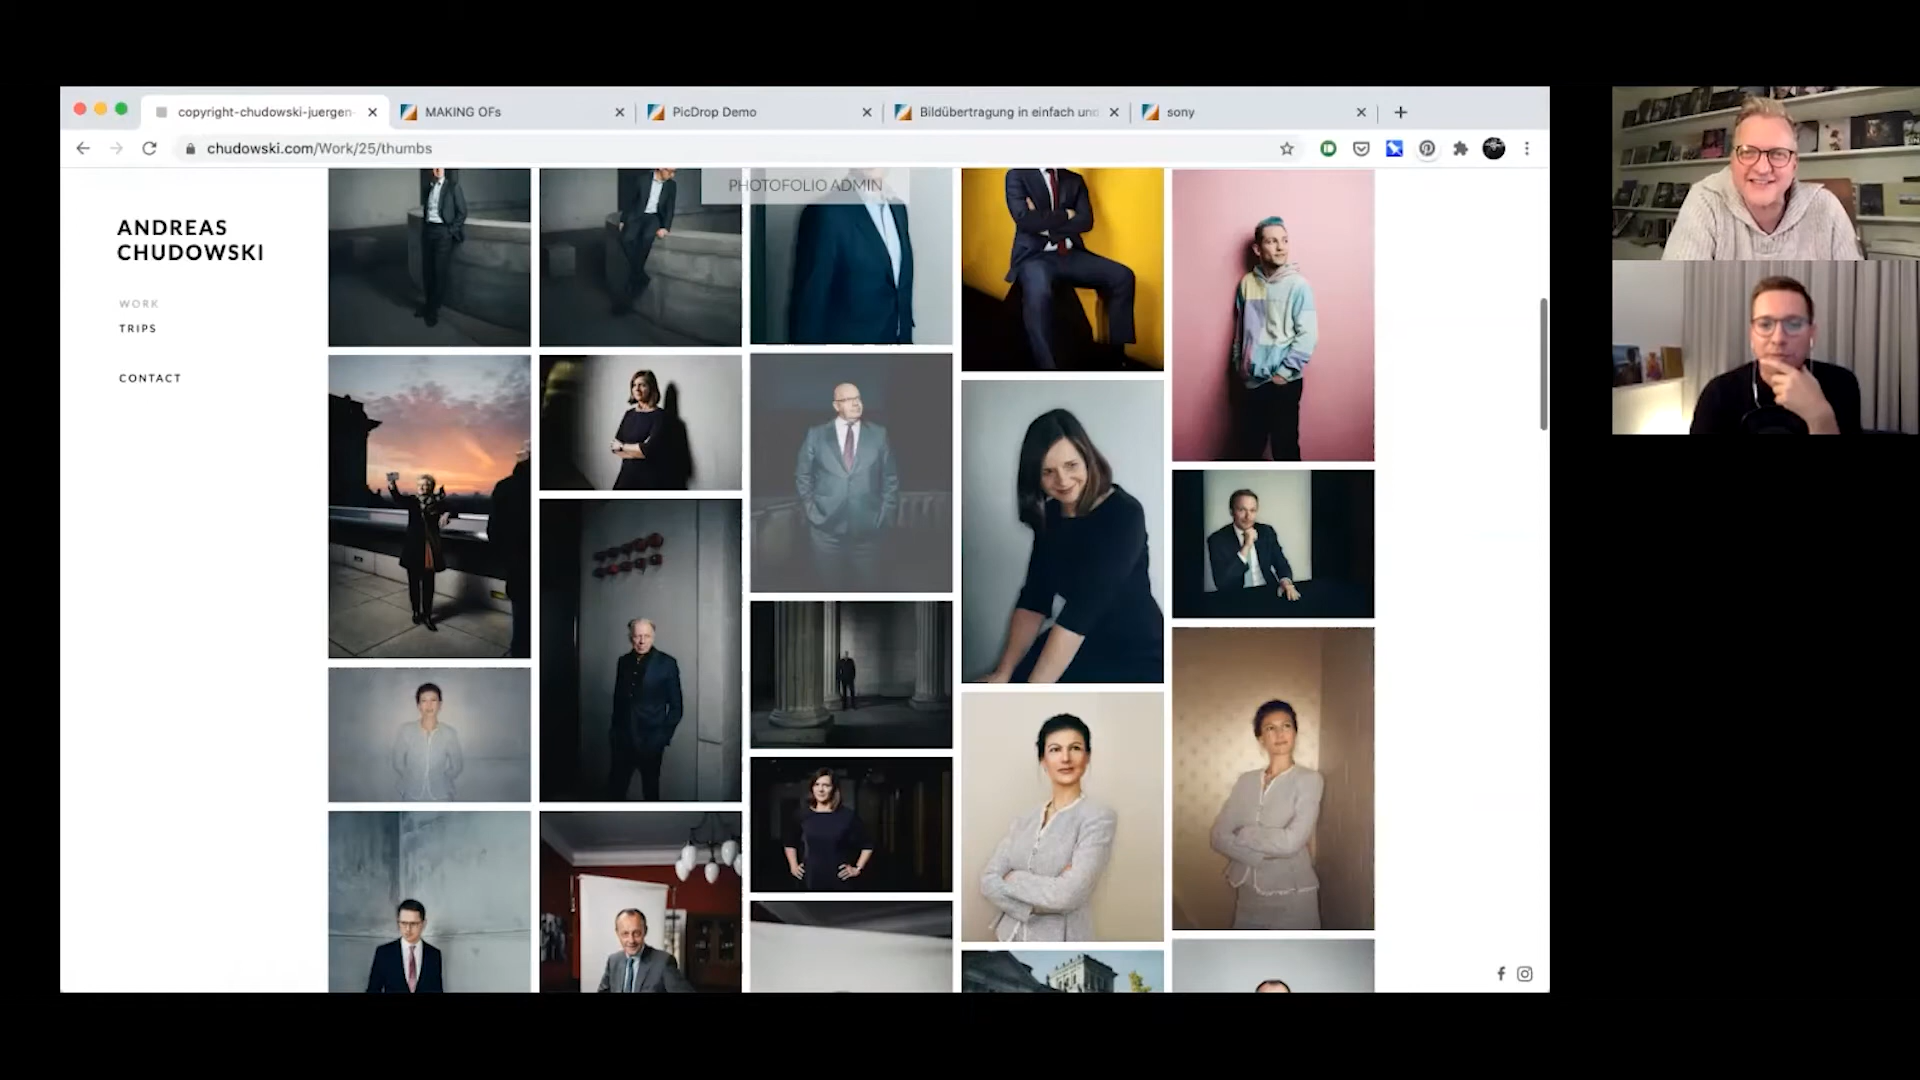 copyright-chudowski-juergen-
MAKING OFs
PicDrop Demo
Bildübertragung in einfach und
sony
chudowski.com/Work/25/thumbs
PHOTOFOLIO ADMIN
ANDREAS
CHUDOWSKI
WORK
TRIPS
CONTACT